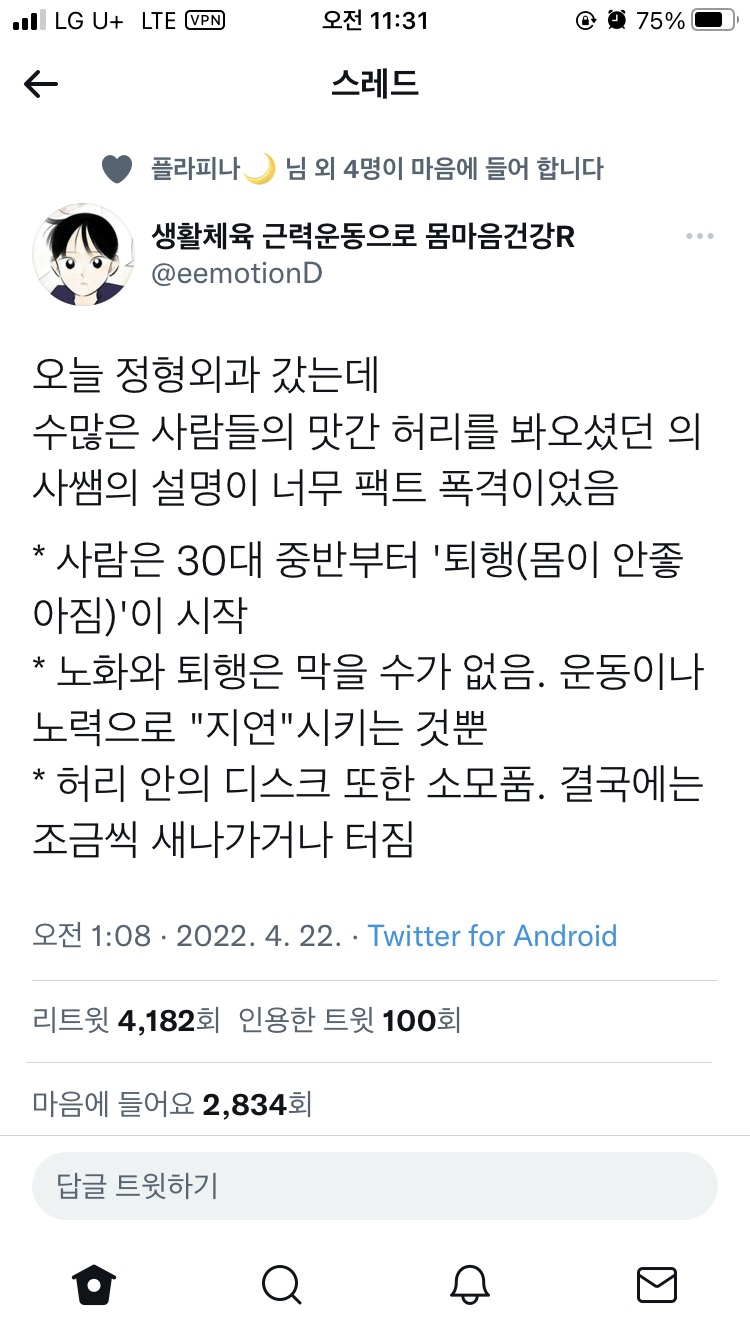 LG U+ LTE VPN 오전 11:31 75%
스레드
플라피나🌙 님 외 4명이 마음에 들어 합니다
생활체육 근력운동으로 몸마음건강R
@eemotionD
오늘 정형외과 갔는데
수많은 사람들의 맛간 허리를 봐오셨던 의
사쌤의 설명이 너무 팩트 폭격이었음
* 사람은 30대 중반부터 '퇴행(몸이 안좋
아짐)'이 시작
* 노화와 퇴행은 막을 수가 없음. 운동이나
노력으로 "지연"시키는 것뿐
* 허리 안의 디스크 또한 소모품. 결국에는
조금씩 새나가거나 터짐
오전 1:08 · 2022. 4. 22. · Twitter for Android
리트윗 4,182회 인용한 트윗 100회
마음에 들어요 2,834회
답글 트윗하기